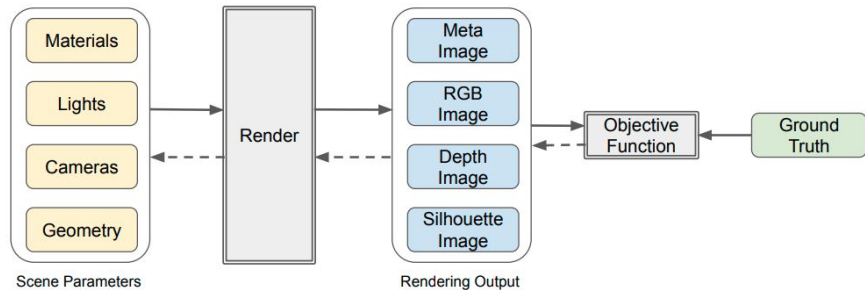 Materials
Lights
Cameras
Geometry
Scene Parameters
Render
Meta
Image
RGB
Image
Depth
Image
Silhouette
Image
Rendering Output
Objective
Function
Ground
Truth